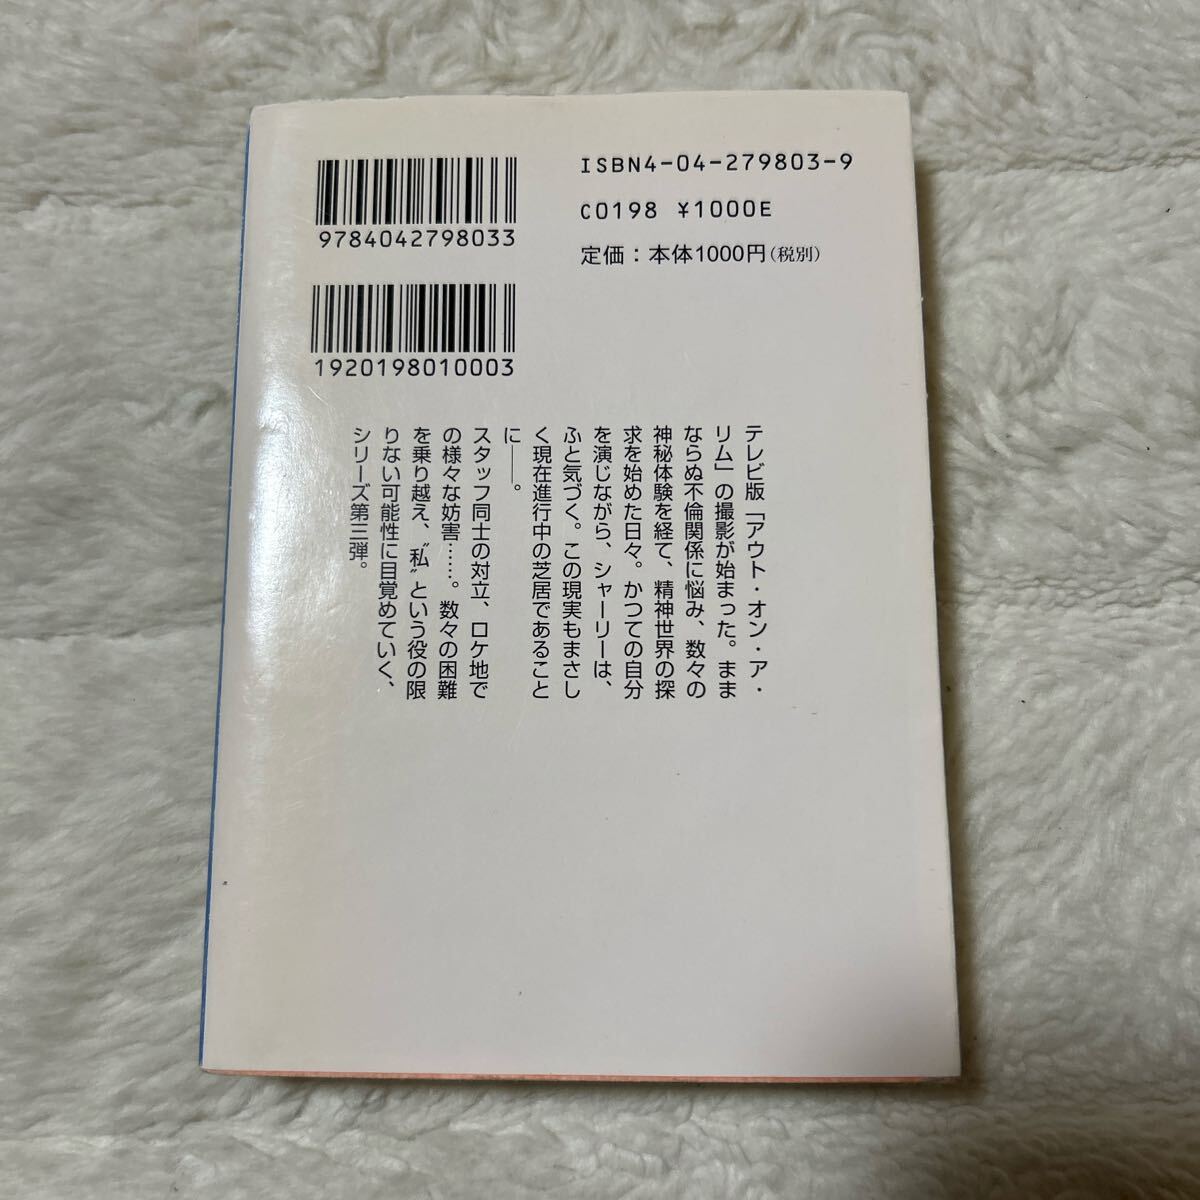 ISBN4-04-279803-9
C0198 ¥1000E
定価：本体1000円（税別）
9784042798033
1920198010003
テレビ版「アウト・オン・ア・
リム」の撮影が始まった。まま
ならぬ不倫関係に悩み、数々の
神秘体験を経て、精神世界の探
求を始めた日々。かつての自分
を演じながら、シャーリーは、
ふと気づく。この現実もまさし
く現在進行中の芝居であること
に――。
スタッフ同士の対立、ロケ地で
の様々な妨害……。数々の困難
を乗り越え、〝私〟という役の限
りない可能性に目覚めていく、
シリーズ第三弾。